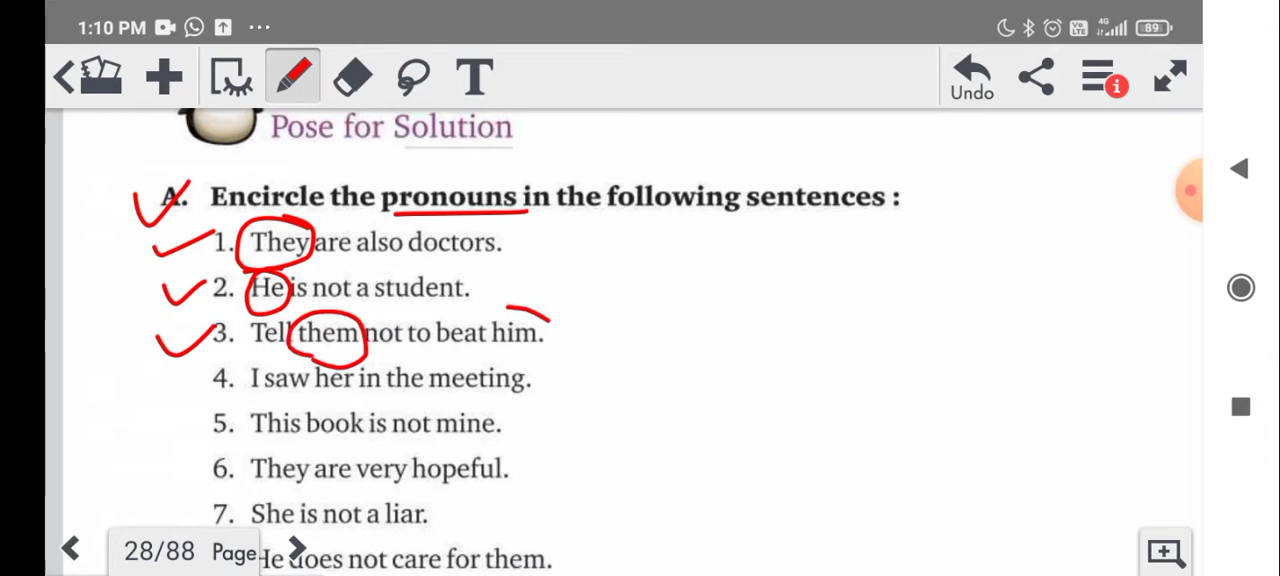 1:10 PM ... 4G 89
Undo
Pose for Solution
A. Encircle the pronouns in the following sentences :
1. They are also doctors.
2. He is not a student.
3. Tell them not to beat him.
4. I saw her in the meeting.
5. This book is not mine.
6. They are very hopeful.
7. She is not a liar.
He does not care for them.
28/88 Page